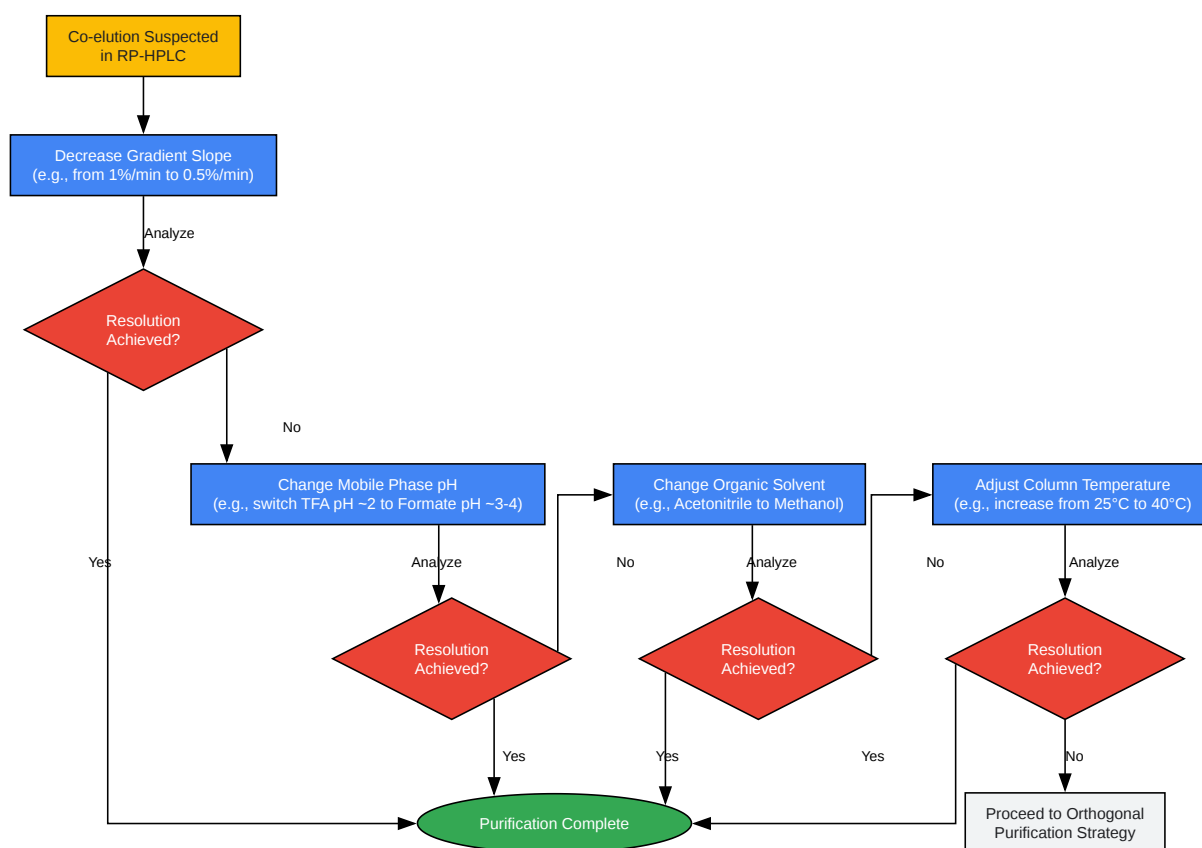 Co-elution Suspected
in RP-HPLC
Decrease Gradient Slope
(e.g., from 1%/min to 0.5%/min)
Analyze
Resolution
Achieved?
No
Yes
Change Mobile Phase pH
(e.g., switch TFA pH ~2 to Formate pH ~3-4)
Change Organic Solvent
(e.g., Acetonitrile to Methanol)
Adjust Column Temperature
(e.g., increase from 25°C to 40°C)
Analyze
No
Analyze
No
Analyze
Resolution
Achieved?
Resolution
Achieved?
Resolution
Achieved?
Yes
Yes
Yes
No
Purification Complete
Proceed to Orthogonal
Purification Strategy